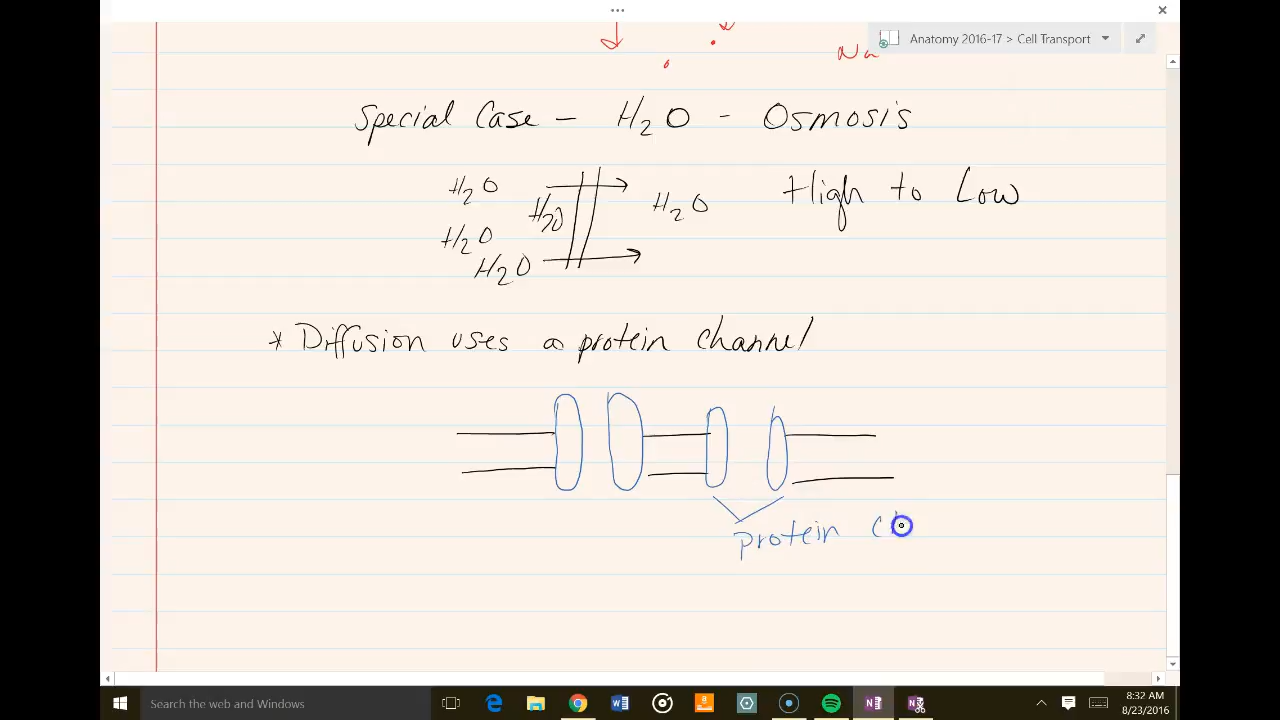 Anatomy 2016-17 > Cell Transport
Na
Special Case - H2O - Osmosis
H2O H2O H2O High to Low
H2O
H2O
* Diffusion uses a protein channel
protein c
Search the web and Windows
8:32 AM
8/23/2016